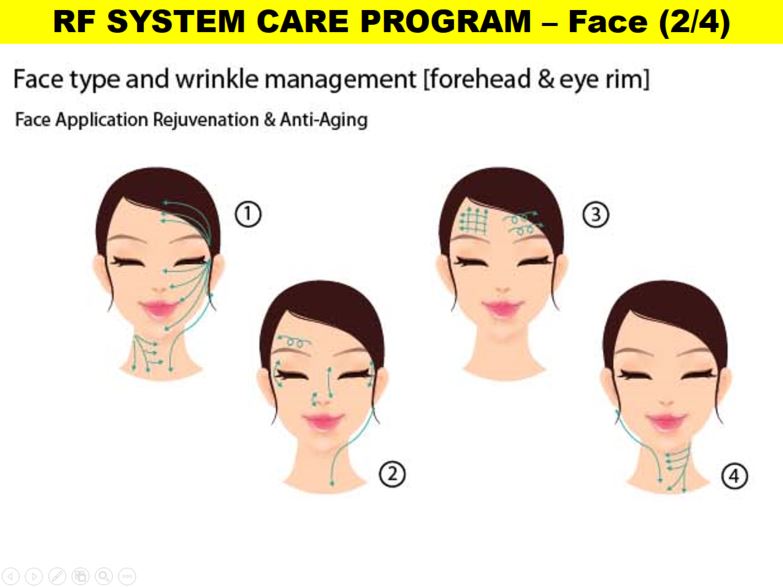 RF SYSTEM CARE PROGRAM – Face (2/4)
Face type and wrinkle management [forehead & eye rim]
Face Application Rejuvenation & Anti-Aging
①
③
②
④